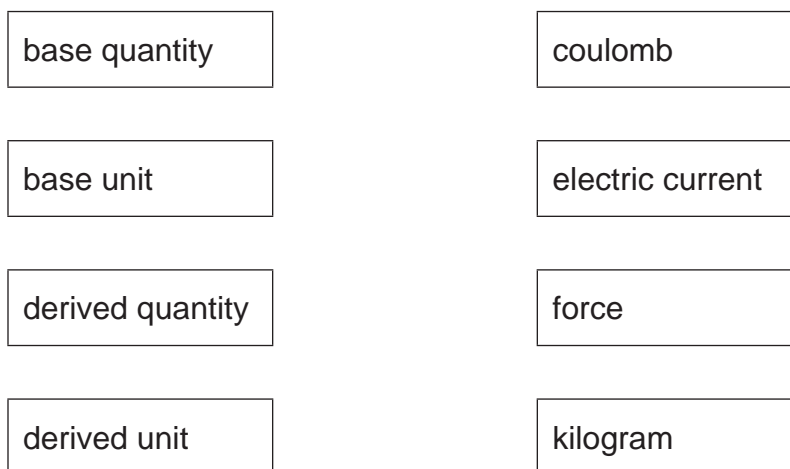 base quantity
coulomb
base unit
electric current
derived quantity
force
derived unit
kilogram